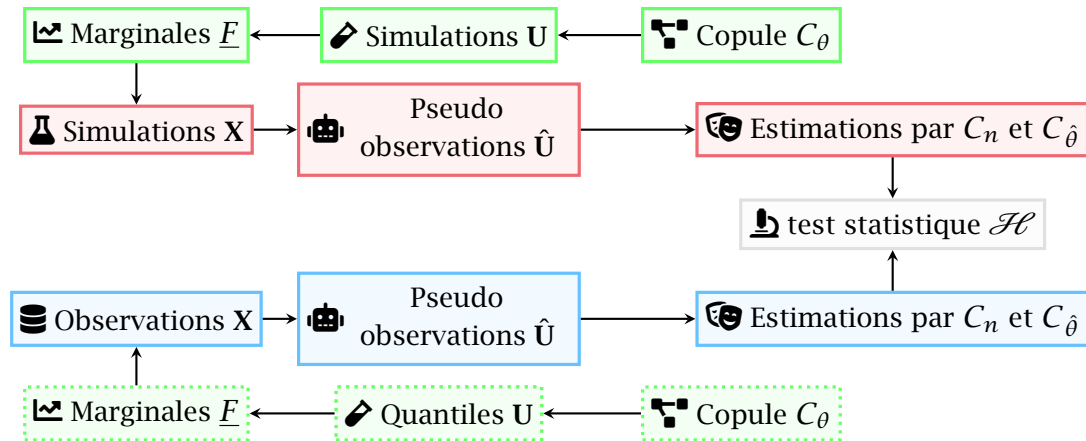 Marginales F
Simulations U
Copule C_θ
Simulations X
Pseudo
observations Û
Estimations par C_n et C_θ̂
test statistique ℋ
Observations X
Pseudo
observations Û
Estimations par C_n et C_θ̂
Marginales F
Quantiles U
Copule C_θ